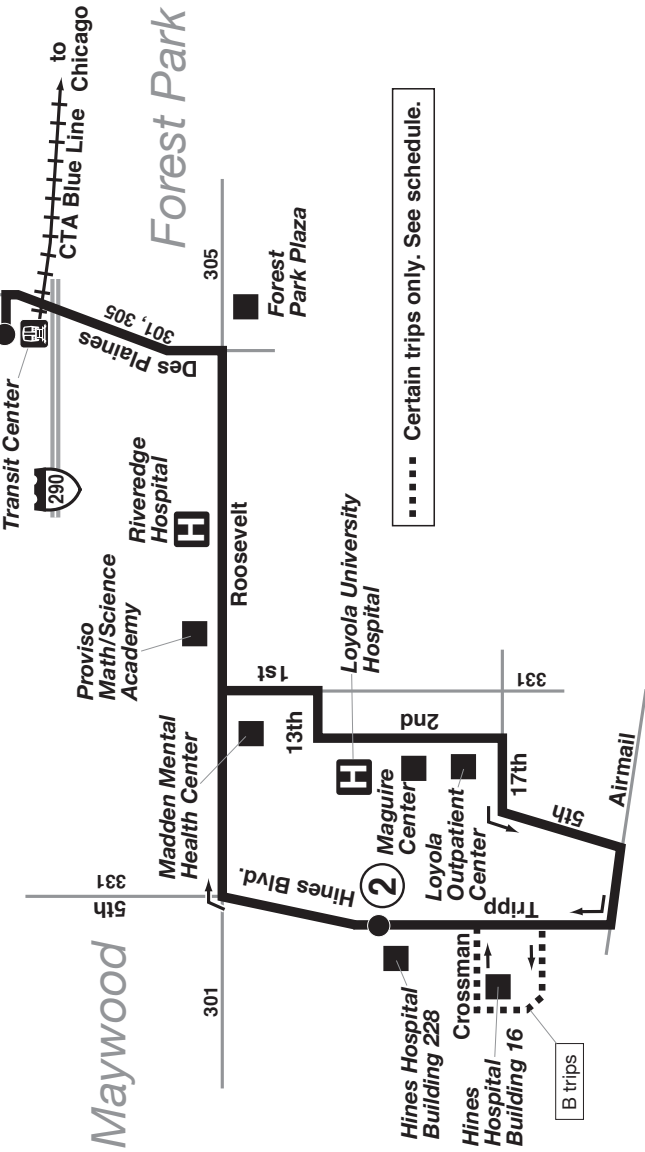 Maywood
Forest Park
to
CTA Blue Line Chicago
Transit Center
290
301, 305
Des Plaines
305
Forest
Park Plaza
Riveredge
Hospital
H
Proviso
Math/Science
Academy
Roosevelt
Madden Mental
Health Center
1st
13th
331
5th
301
Hines Blvd.
2
Loyola University
Hospital
H
2nd
331
Maguire
Center
Loyola
Outpatient
Center
17th
5th
Airmail
Tripp
Crossman
Hines Hospital
Building 228
Hines
Hospital
Building 16
B trips
Certain trips only. See schedule.